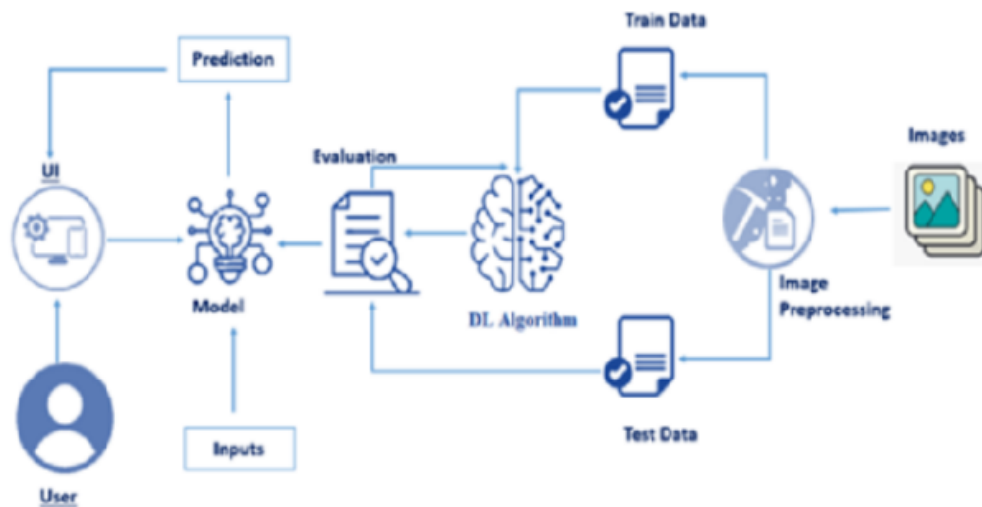 Train Data
Prediction
Images
Evaluation
UI
Image
Preprocessing
Model
DL Algorithm
Test Data
Inputs
User